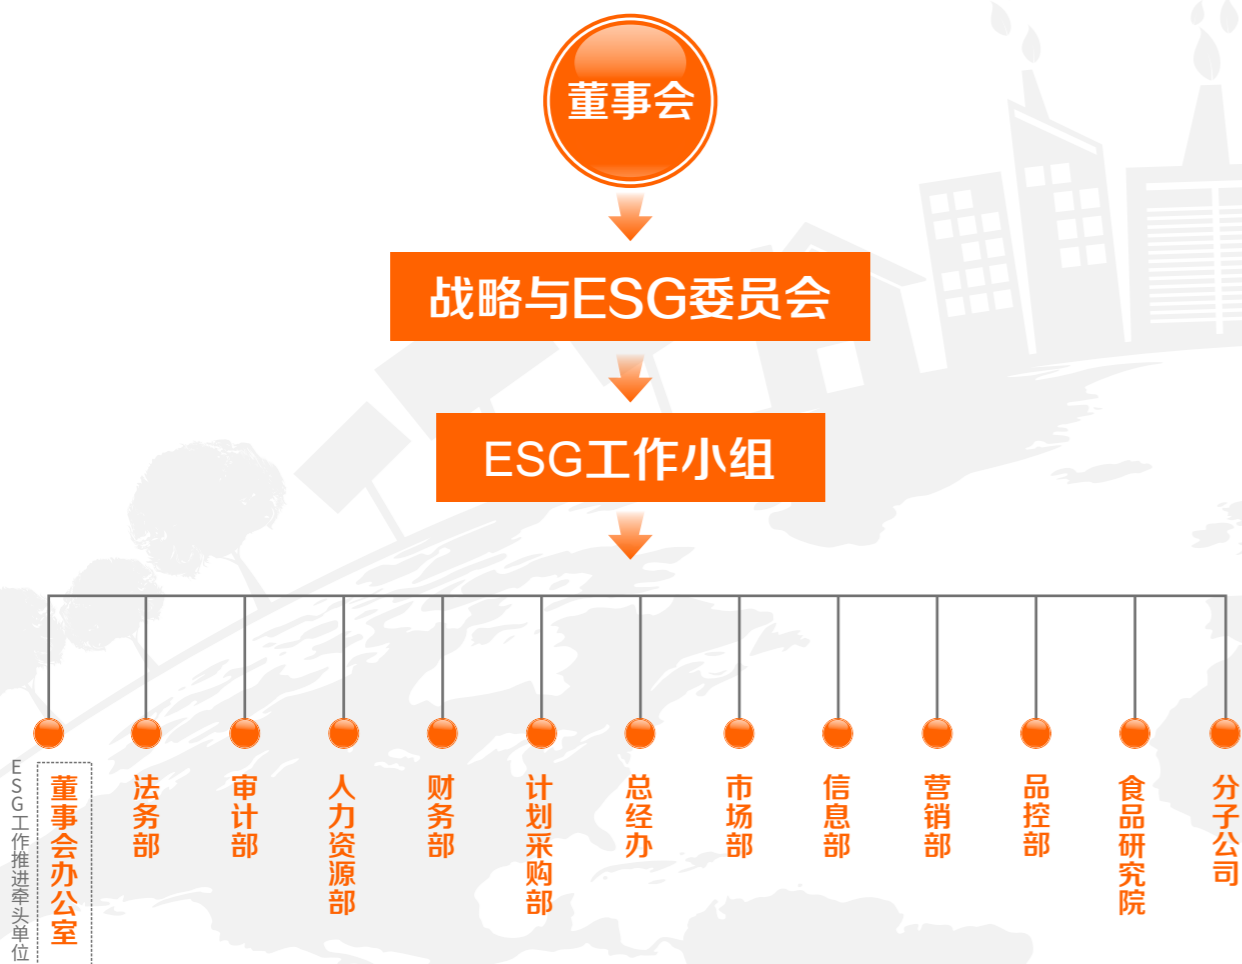 董事会
战略与ESG委员会
ESG工作小组
ESG工作推进牵头单位
董事会办公室
法务部
审计部
人力资源部
财务部
计划采购部
总经办
市场部
信息部
营销部
品控部
食品研究院
分子公司